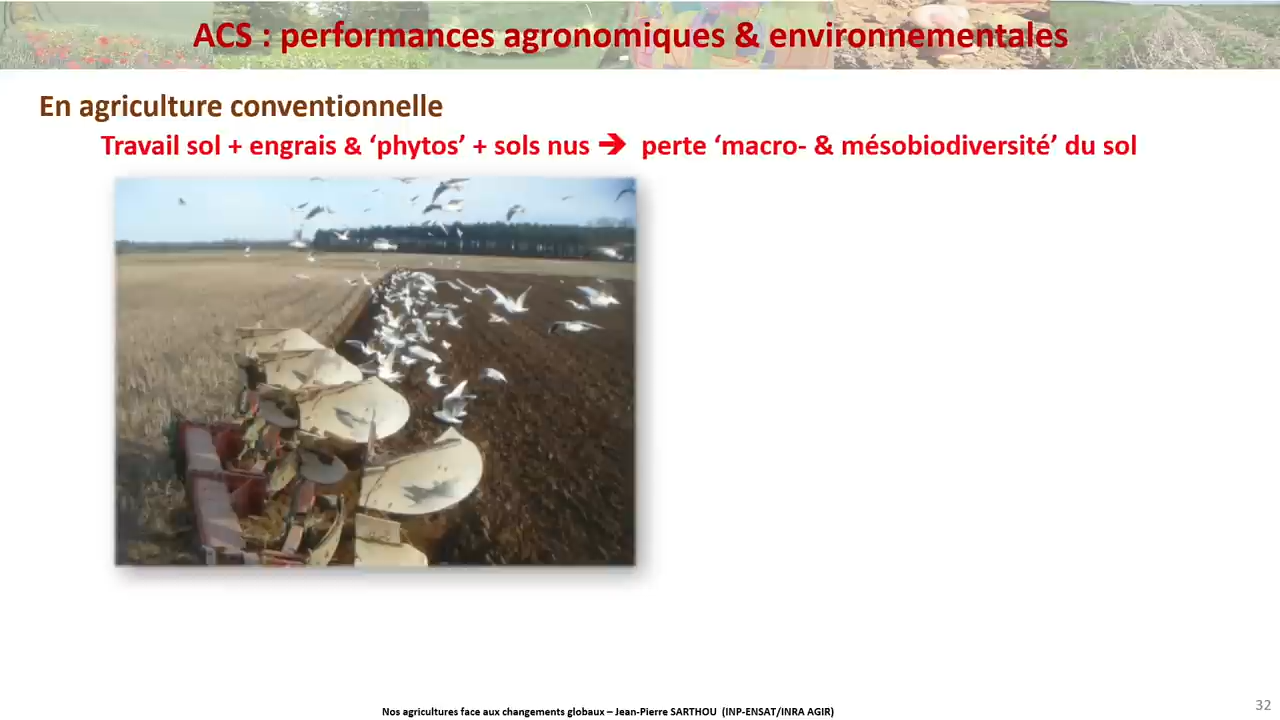 ACS : performances agronomiques & environnementales
En agriculture conventionnelle
Travail sol + engrais & ‘phytos’ + sols nus ➔ perte ‘macro- & mésobiodiversité’ du sol
Nos agricultures face aux changements globaux – Jean-Pierre SARTHOU (INP-ENSAT/INRA AGIR)
32